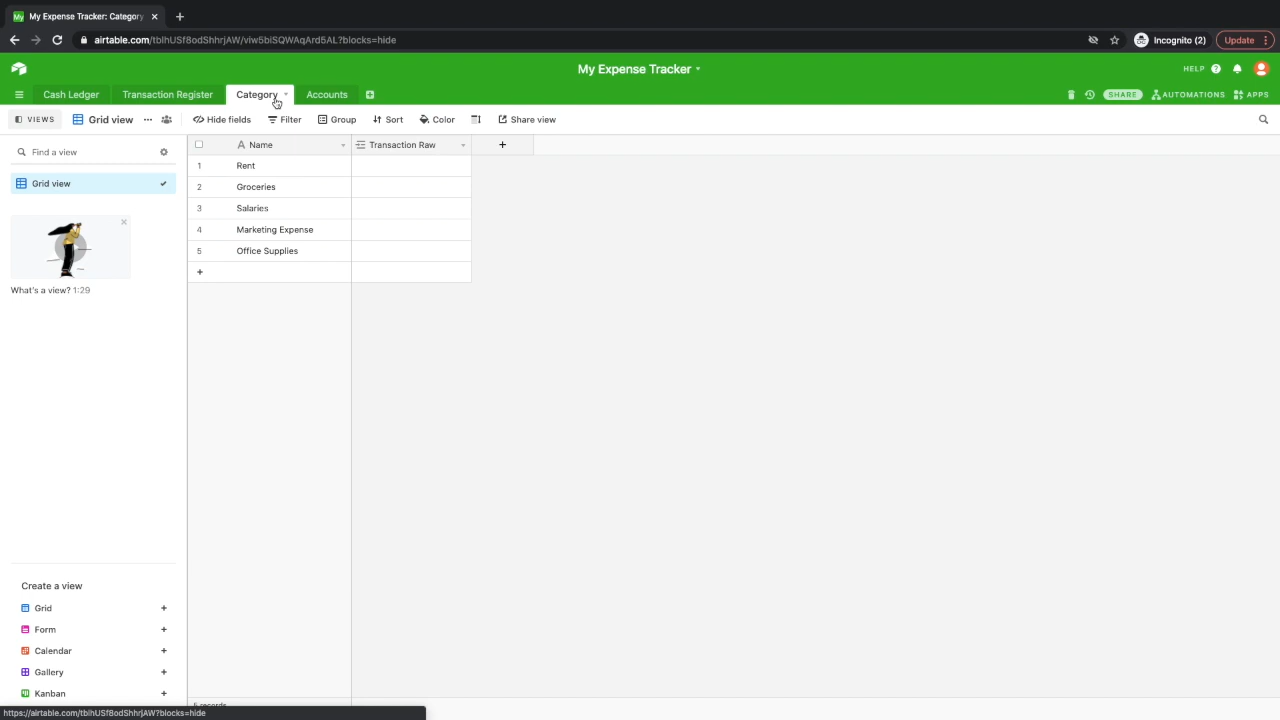 My Expense Tracker: Category
airtable.com/tblhUSf8odShhrjAW/viw5biSQWAqArd5AL?blocks=hide
Incognito (2)
Update
My Expense Tracker
HELP
Cash Ledger
Transaction Register
Category
Accounts
SHARE
AUTOMATIONS
APPS
VIEWS
Grid view
Hide fields
Filter
Group
Sort
Color
Share view
Find a view
Name
Transaction Raw
1 Rent
Grid view
2 Groceries
3 Salaries
4 Marketing Expense
5 Office Supplies
What's a view? 1:29
Create a view
Grid
Form
Calendar
Gallery
Kanban
5 records
https://airtable.com/tblhUSf8odShhrjAW?blocks=hide